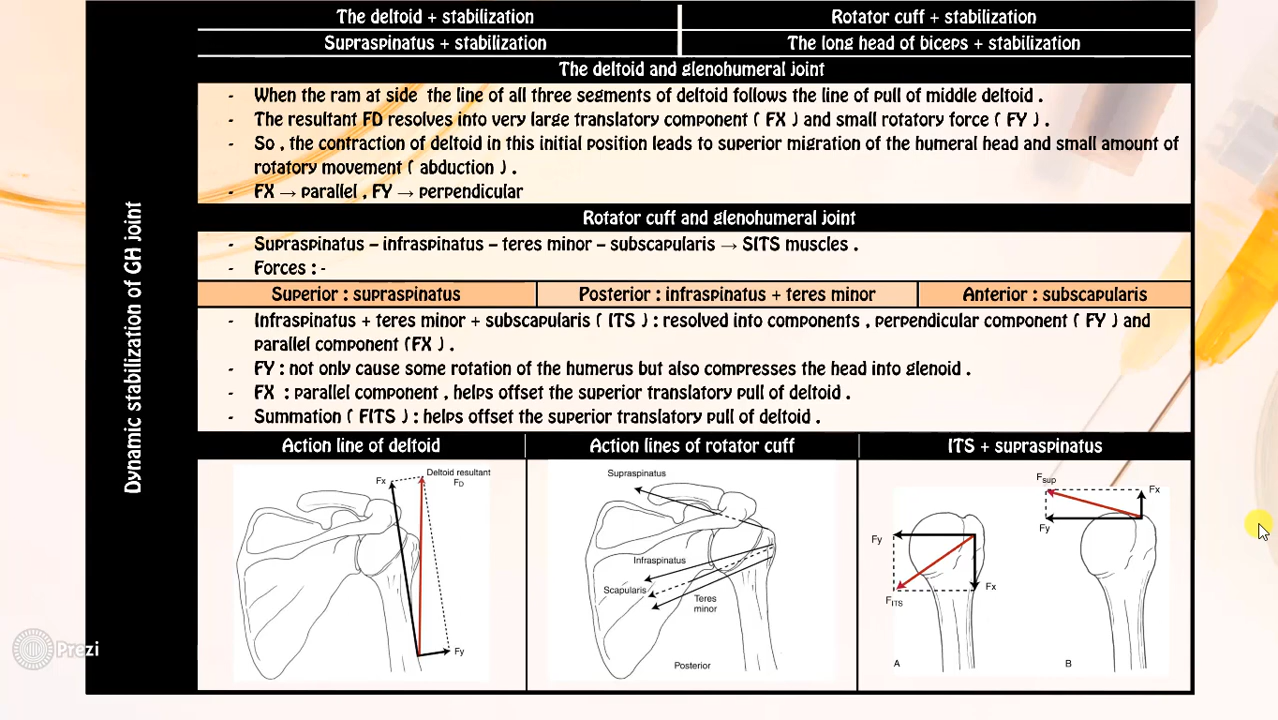 The deltoid + stabilization
Rotator cuff + stabilization
Supraspinatus + stabilization
The long head of biceps + stabilization
The deltoid and glenohumeral joint
Dynamic stabilization of GH joint
- When the ram at side the line of all three segments of deltoid follows the line of pull of middle deltoid .
- The resultant FD resolves into very large translatory component ( FX ) and small rotatory force ( FY ) .
- So , the contraction of deltoid in this initial position leads to superior migration of the humeral head and small amount of
rotatory movement ( abduction ) .
- FX → parallel , FY → perpendicular
Rotator cuff and glenohumeral joint
- Supraspinatus – infraspinatus – teres minor – subscapularis → SITS muscles .
- Forces : -
Superior : supraspinatus
Posterior : infraspinatus + teres minor
Anterior : subscapularis
- Infraspinatus + teres minor + subscapularis ( ITS ) : resolved into components , perpendicular component ( FY ) and
parallel component (FX ) .
- FY : not only cause some rotation of the humerus but also compresses the head into glenoid .
- FX : parallel component , helps offset the superior translatory pull of deltoid .
- Summation ( FITS ) : helps offset the superior translatory pull of deltoid .
Action line of deltoid
Action lines of rotator cuff
ITS + supraspinatus
Fx
Deltoid resultant
FD
Fy
Supraspinatus
Infraspinatus
Scapularis
Teres
minor
Posterior
Fy
Fx
FITS
A
Fsup
Fx
Fy
B
Prezi